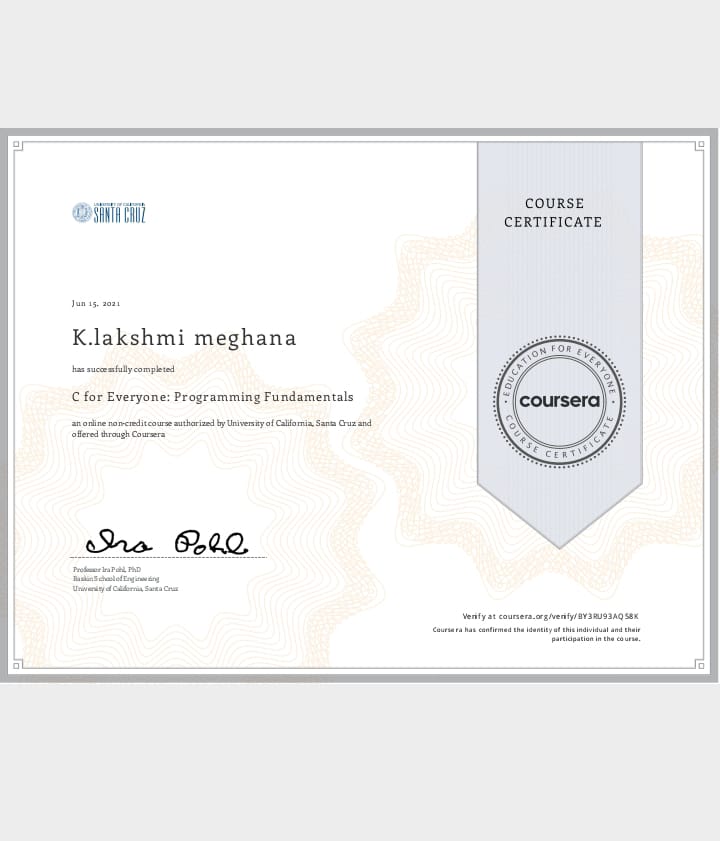 UNIVERSITY OF CALIFORNIA
SANTA CRUZ
COURSE
CERTIFICATE
Jun 15, 2021
K.lakshmi meghana
has successfully completed
C for Everyone: Programming Fundamentals
an online non-credit course authorized by University of California, Santa Cruz and
offered through Coursera
EDUCATION FOR EVERYONE
coursera
COURSE CERTIFICATE
Ira Pohl
Professor Ira Pohl, PhD
Baskin School of Engineering
University of California, Santa Cruz
Verify at coursera.org/verify/BY3RU93AQ58K
Coursera has confirmed the identity of this individual and their
participation in the course.